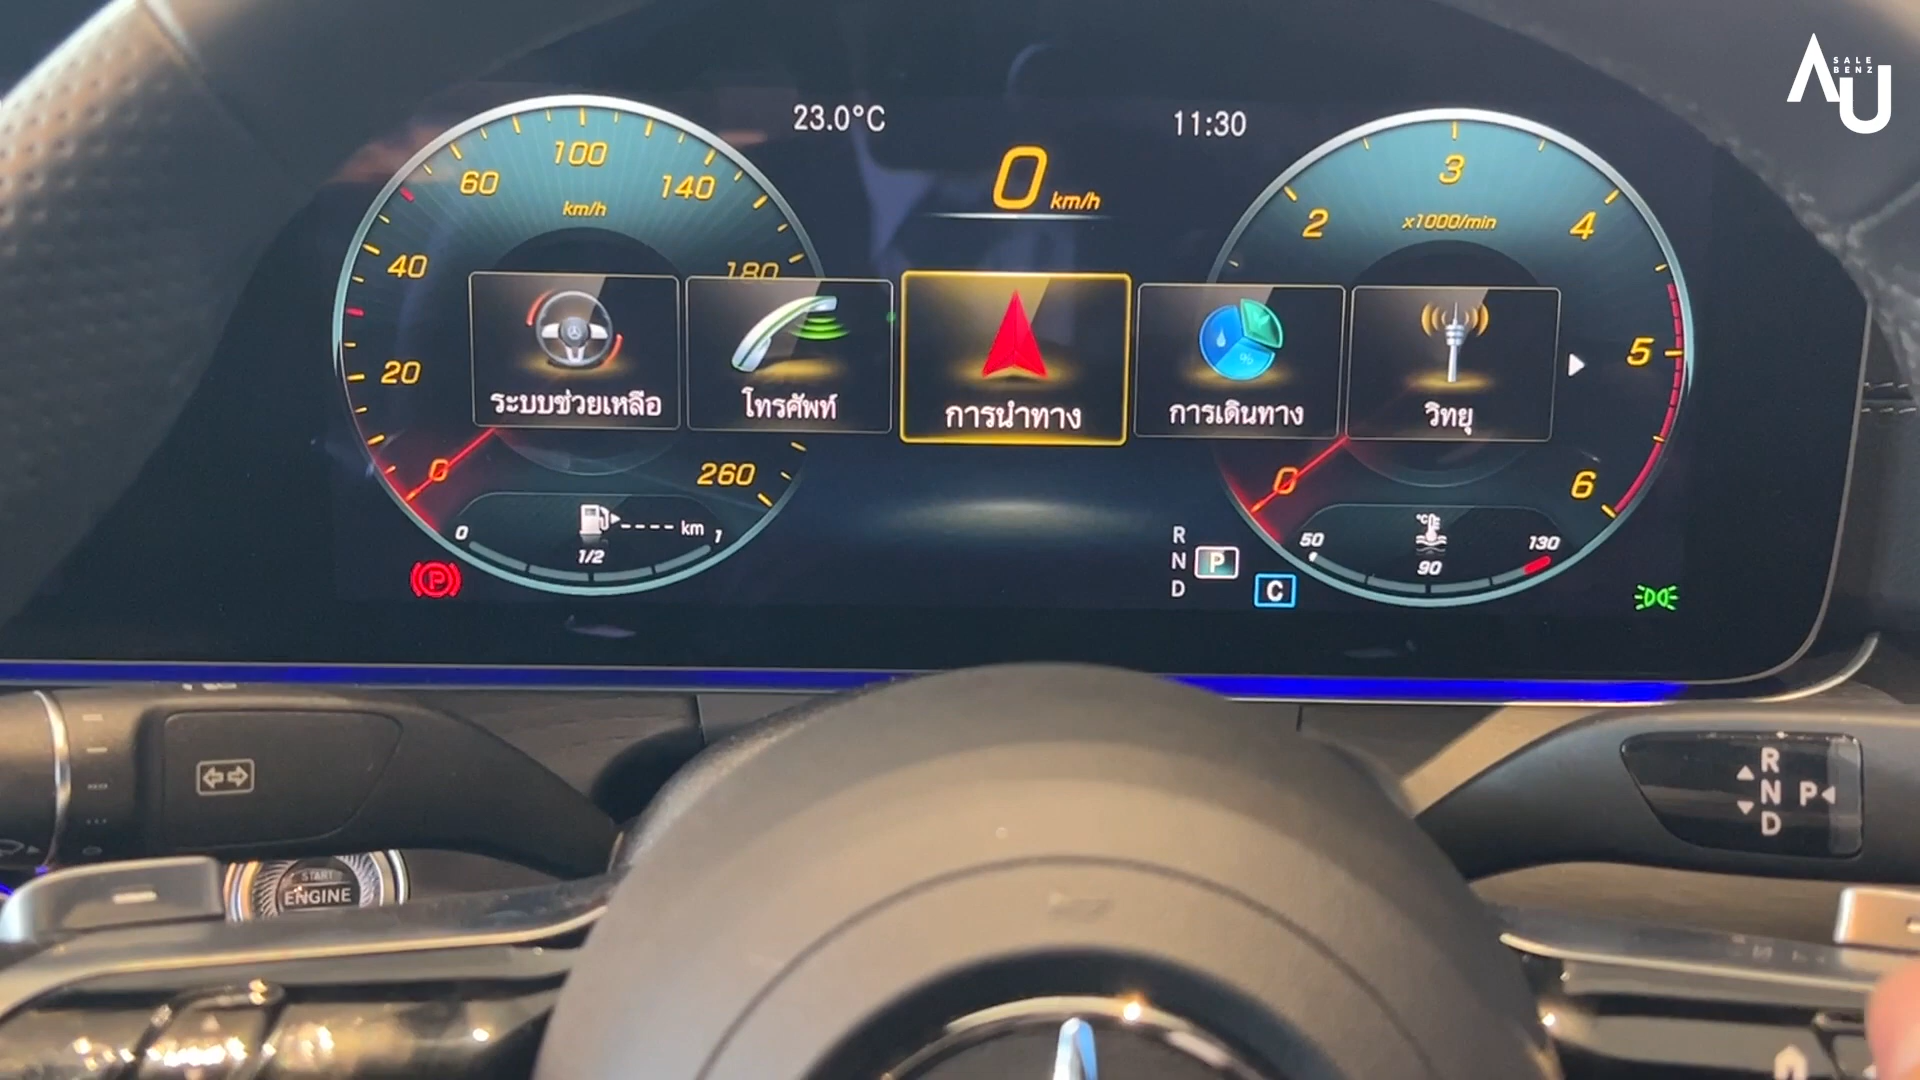 SALE
BENZ
AU
23.0°C
11:30
0 km/h
100
60
140
km/h
40
180
20
0
260
3
2
4
x1000/min
5
0
6
ระบบช่วยเหลือ
โทรศัพท์
การนำทาง
การเดินทาง
วิทยุ
0
---- km
1
1/2
P
R
N
P
D
C
50
°C
130
90
R
N
P
D
START
ENGINE